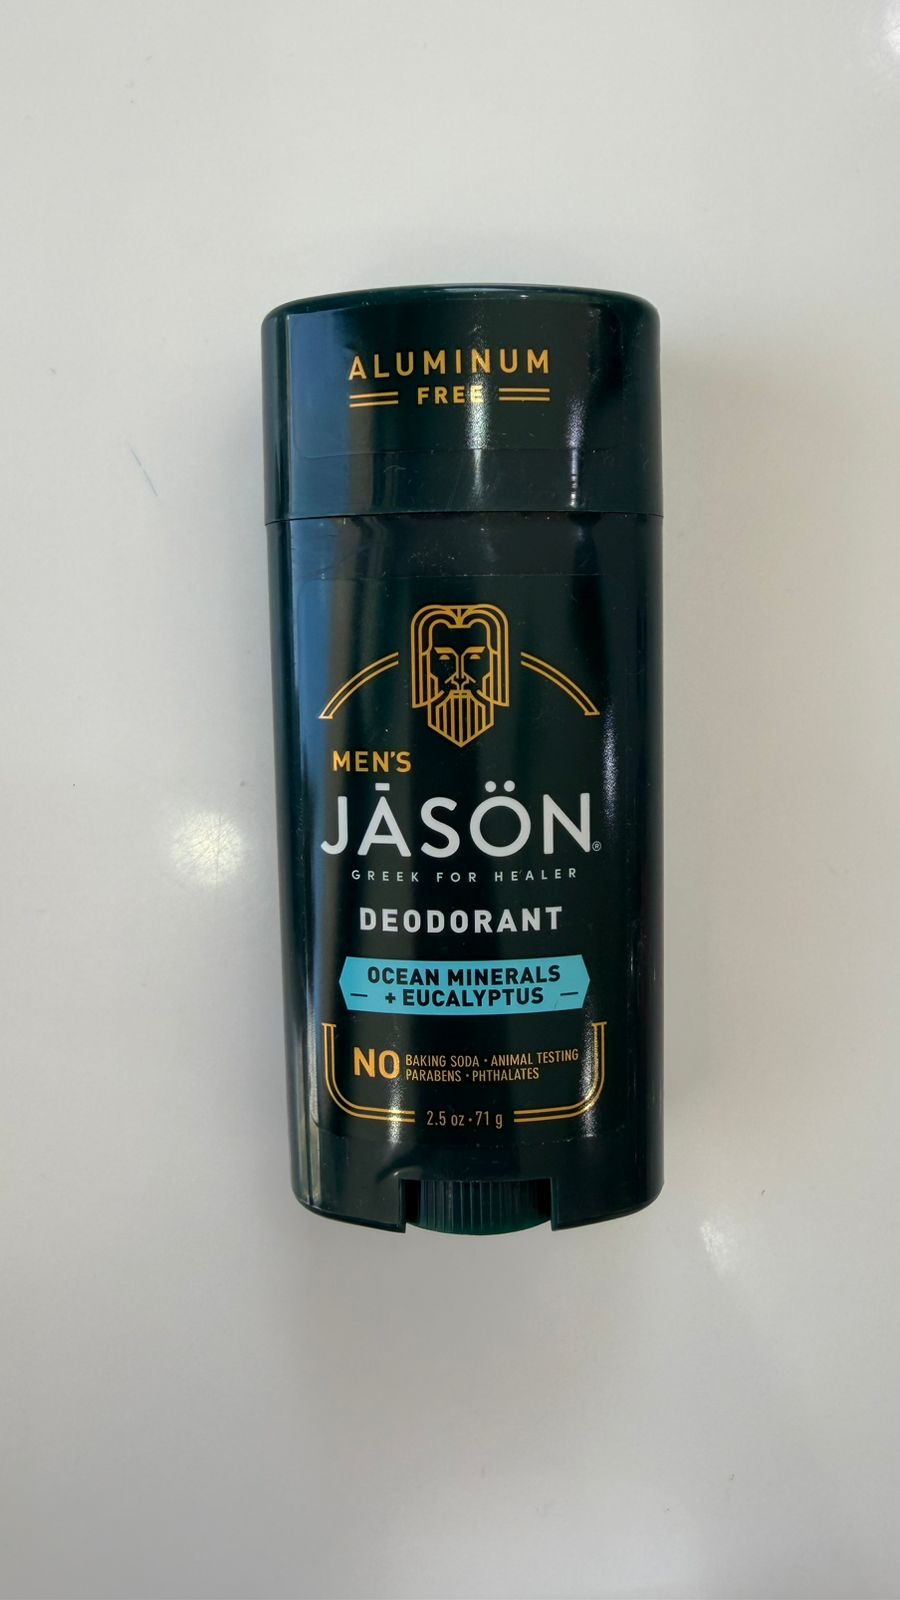 ALUMINUM
FREE
MEN'S
JĀSÖN®
GREEK FOR HEALER
DEODORANT
OCEAN MINERALS
+ EUCALYPTUS
NO BAKING SODA • ANIMAL TESTING
PARABENS • PHTHALATES
2.5 oz • 71 g